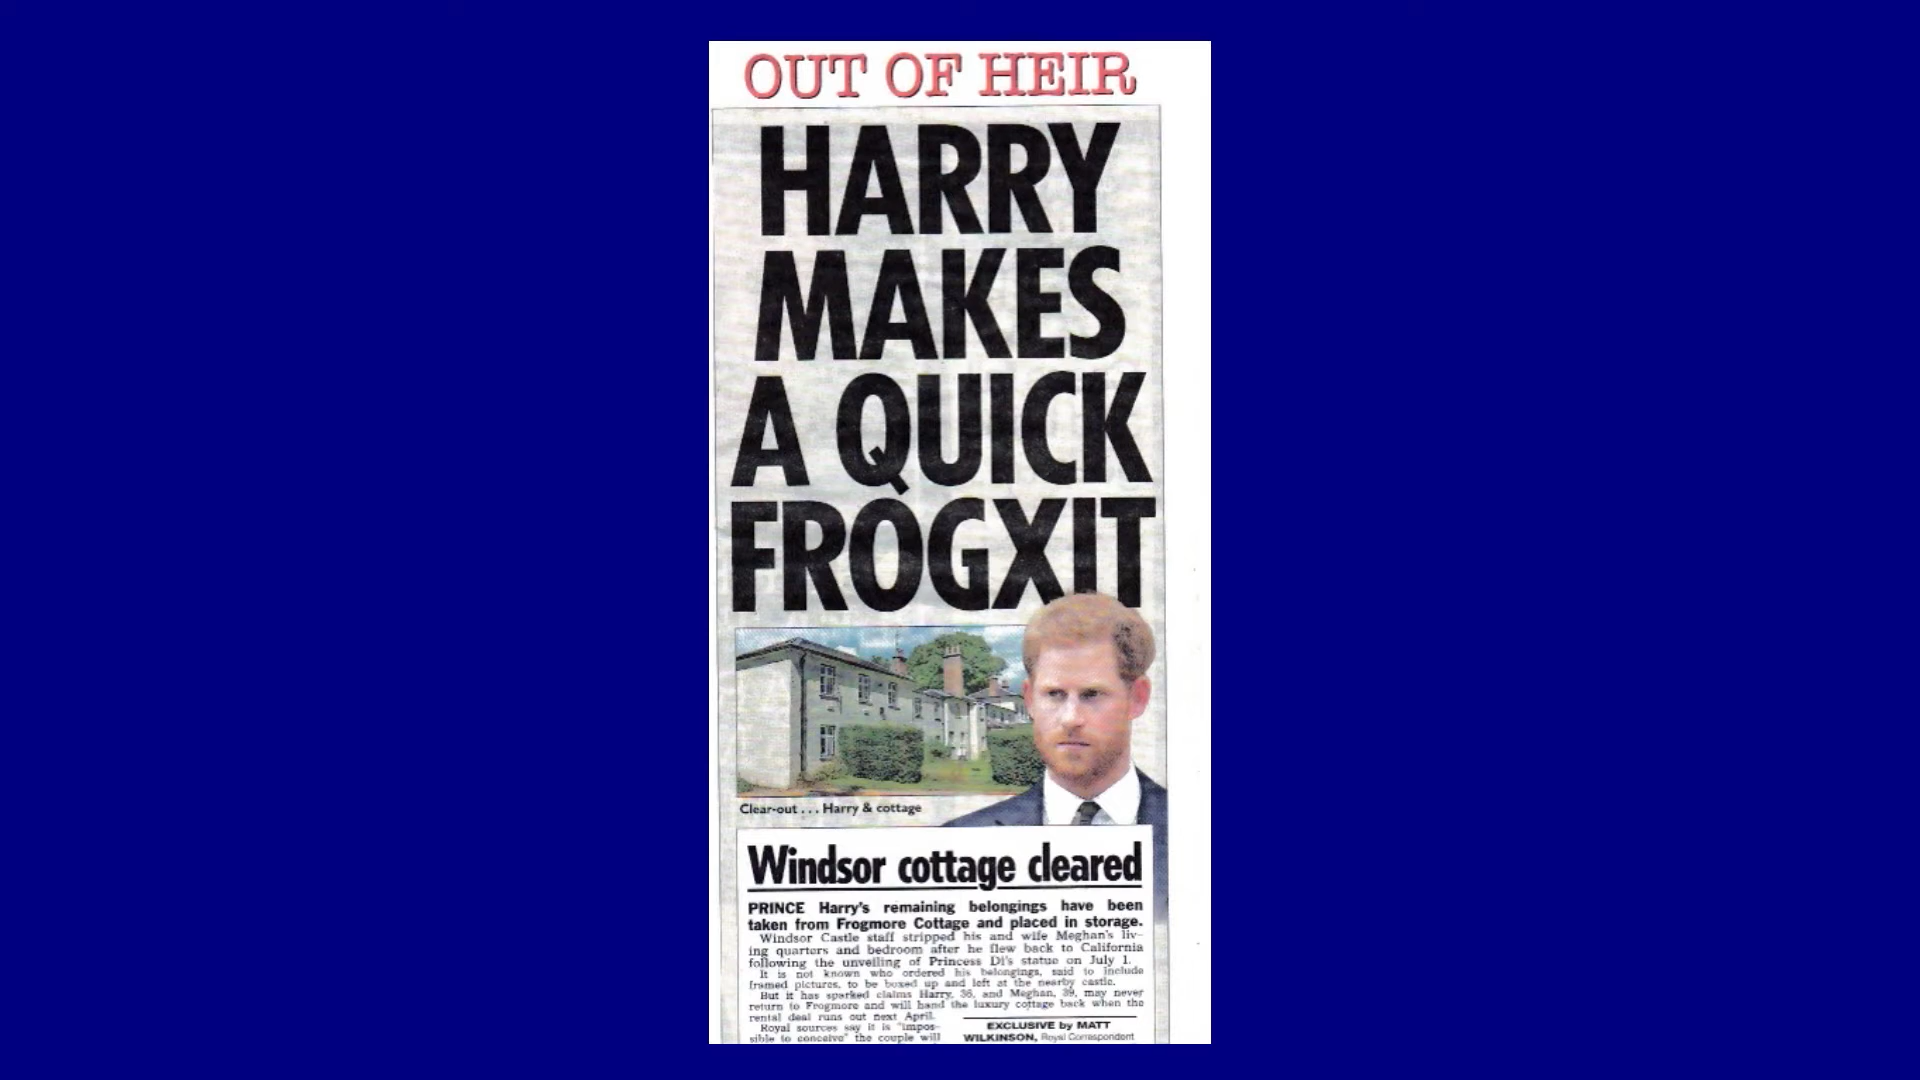 OUT OF HEIR
HARRY
MAKES
A QUICK
FROGXIT
Clear-out . . . Harry & cottage
Windsor cottage cleared
PRINCE Harry's remaining belongings have been
taken from Frogmore Cottage and placed in storage.
Windsor Castle staff stripped his and wife Meghan's liv-
ing quarters and bedroom after he flew back to California
following the unveiling of Princess Di's statue on July 1.
It is not known who ordered his belongings, said to include
framed pictures, to be boxed up and left at the nearby castle.
But it has sparked claims Harry, 36, and Meghan, 39, may never
return to Frogmore and will hand the luxury cottage back when the
rental deal runs out next April.
Royal sources say it is "impos-
sible to conceive" the couple will
EXCLUSIVE by MATT
WILKINSON, Royal Correspondent